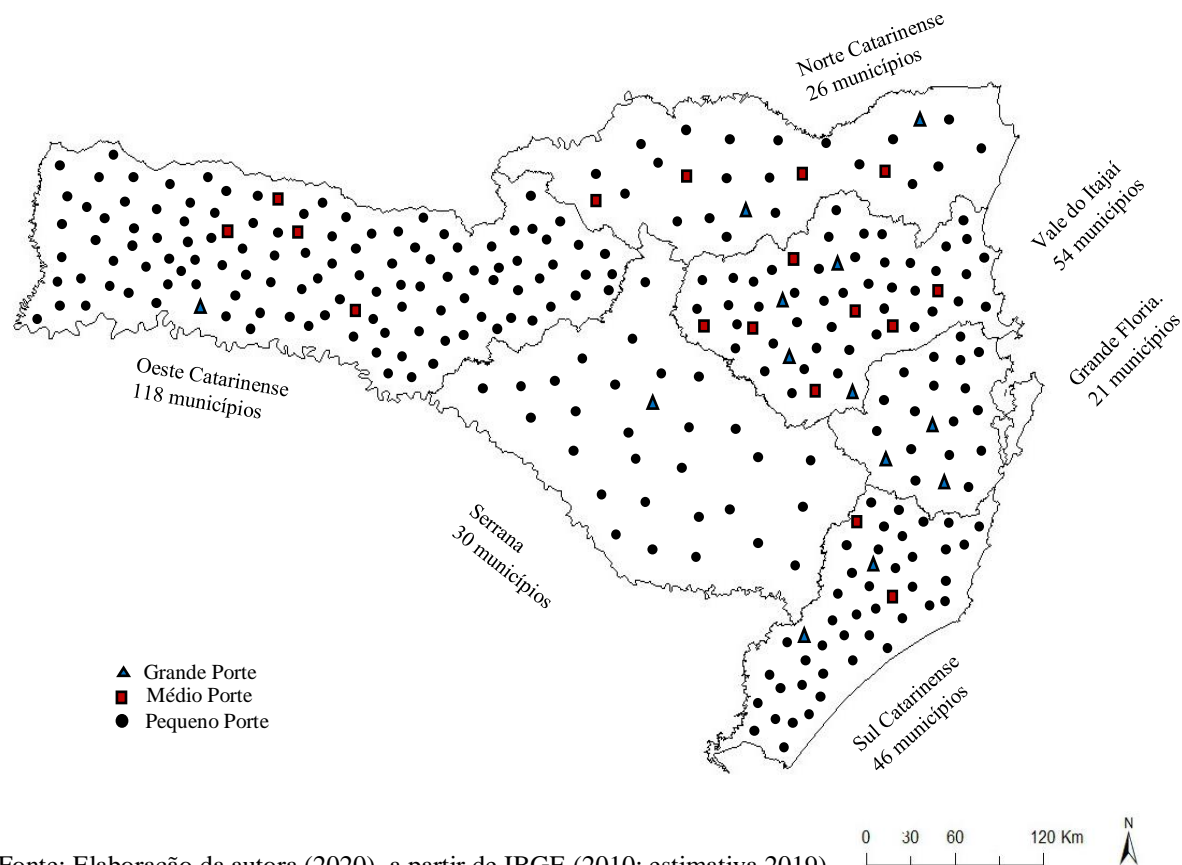 Norte Catarinense
26 municípios
Vale do Itajaí
54 municípios
Grande Floria.
21 municípios
Oeste Catarinense
118 municípios
Serrana
30 municípios
Sul Catarinense
46 municípios
Grande Porte
Médio Porte
Pequeno Porte
N
0 30 60 120 Km
Fonte: Elaboração da autora (2020), a partir de IBGE (2010; estimativa 2019)